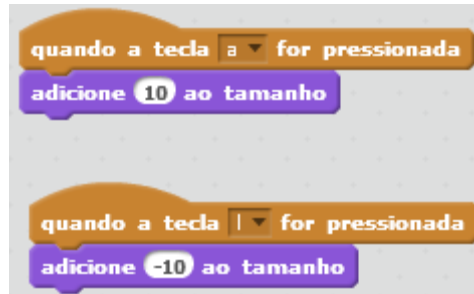 quando a tecla a for pressionada
adicione 10 ao tamanho
quando a tecla l for pressionada
adicione -10 ao tamanho